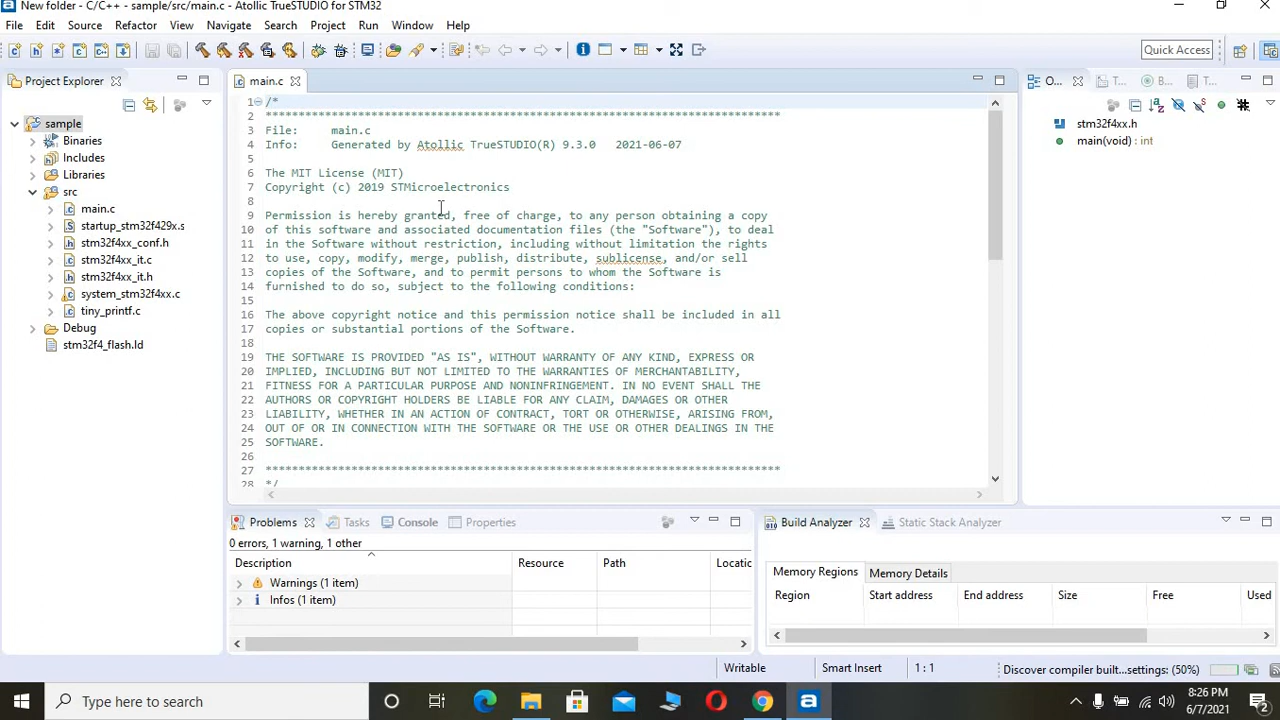 New folder - C/C++ - sample/src/main.c - Atollic TrueSTUDIO for STM32
File Edit Source Refactor View Navigate Search Project Run Window Help
Quick Access
Project Explorer
main.c
O...
T...
B...
T...
sample
Binaries
Includes
Libraries
src
main.c
startup_stm32f429x.s
stm32f4xx_conf.h
stm32f4xx_it.c
stm32f4xx_it.h
system_stm32f4xx.c
tiny_printf.c
Debug
stm32f4_flash.ld
1 /*
2 ******************************************************************************
3 File: main.c
4 Info: Generated by Atollic TrueSTUDIO(R) 9.3.0 2021-06-07
5
6 The MIT License (MIT)
7 Copyright (c) 2019 STMicroelectronics
8
9 Permission is hereby granted, free of charge, to any person obtaining a copy
10 of this software and associated documentation files (the "Software"), to deal
11 in the Software without restriction, including without limitation the rights
12 to use, copy, modify, merge, publish, distribute, sublicense, and/or sell
13 copies of the Software, and to permit persons to whom the Software is
14 furnished to do so, subject to the following conditions:
15
16 The above copyright notice and this permission notice shall be included in all
17 copies or substantial portions of the Software.
18
19 THE SOFTWARE IS PROVIDED "AS IS", WITHOUT WARRANTY OF ANY KIND, EXPRESS OR
20 IMPLIED, INCLUDING BUT NOT LIMITED TO THE WARRANTIES OF MERCHANTABILITY,
21 FITNESS FOR A PARTICULAR PURPOSE AND NONINFRINGEMENT. IN NO EVENT SHALL THE
22 AUTHORS OR COPYRIGHT HOLDERS BE LIABLE FOR ANY CLAIM, DAMAGES OR OTHER
23 LIABILITY, WHETHER IN AN ACTION OF CONTRACT, TORT OR OTHERWISE, ARISING FROM,
24 OUT OF OR IN CONNECTION WITH THE SOFTWARE OR THE USE OR OTHER DEALINGS IN THE
25 SOFTWARE.
26
27 ******************************************************************************
28 */
stm32f4xx.h
main(void) : int
Problems Tasks Console Properties
0 errors, 1 warning, 1 other
Description Resource Path Locatic
Warnings (1 item)
Infos (1 item)
Build Analyzer Static Stack Analyzer
Memory Regions Memory Details
Region Start address End address Size Free Used
Writable Smart Insert 1 : 1 Discover compiler built...settings: (50%)
Type here to search
8:26 PM
6/7/2021
2